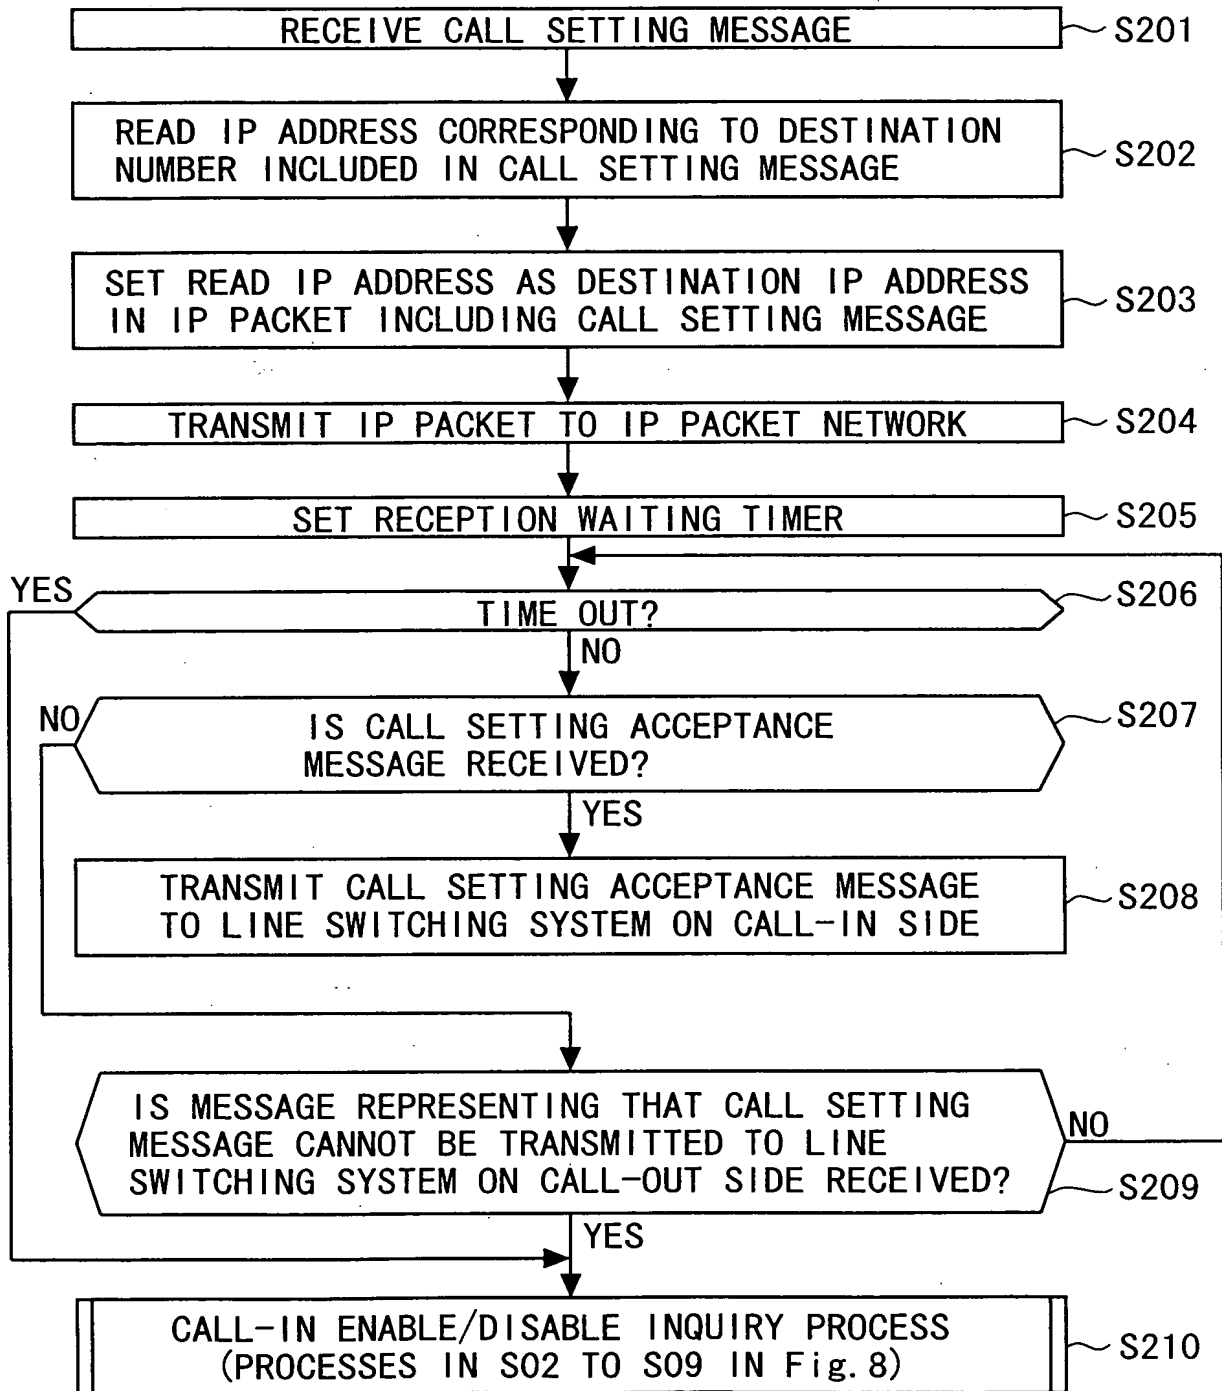 RECEIVE CALL SETTING MESSAGE
S201
READ IP ADDRESS CORRESPONDING TO DESTINATION
NUMBER INCLUDED IN CALL SETTING MESSAGE
S202
SET READ IP ADDRESS AS DESTINATION IP ADDRESS
IN IP PACKET INCLUDING CALL SETTING MESSAGE
S203
TRANSMIT IP PACKET TO IP PACKET NETWORK
S204
SET RECEPTION WAITING TIMER
S205
YES
TIME OUT?
S206
NO
NO
IS CALL SETTING ACCEPTANCE
MESSAGE RECEIVED?
S207
YES
TRANSMIT CALL SETTING ACCEPTANCE MESSAGE
TO LINE SWITCHING SYSTEM ON CALL-IN SIDE
S208
IS MESSAGE REPRESENTING THAT CALL SETTING
MESSAGE CANNOT BE TRANSMITTED TO LINE
SWITCHING SYSTEM ON CALL-OUT SIDE RECEIVED?
NO
S209
YES
CALL-IN ENABLE/DISABLE INQUIRY PROCESS
(PROCESSES IN S02 TO S09 IN Fig. 8)
S210